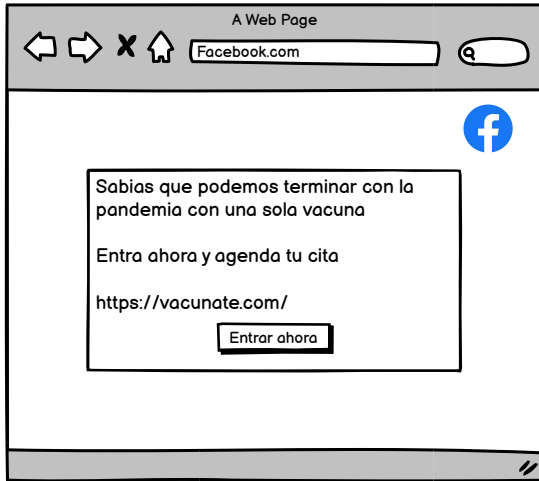 A Web Page
Facebook.com
Sabias que podemos terminar con la
pandemia con una sola vacuna
Entra ahora y agenda tu cita
https://vacunate.com/
Entrar ahora